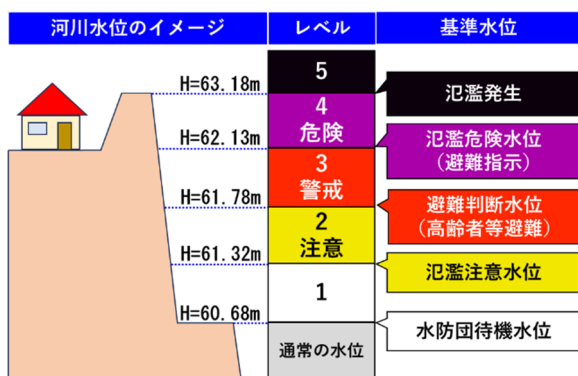 河川水位のイメージ
レベル
基準水位
H=63.18m
5
氾濫発生
4
危険
H=62.13m
氾濫危険水位
(避難指示)
3
警戒
H=61.78m
避難判断水位
(高齢者等避難)
2
注意
H=61.32m
氾濫注意水位
1
H=60.68m
水防団待機水位
通常の水位